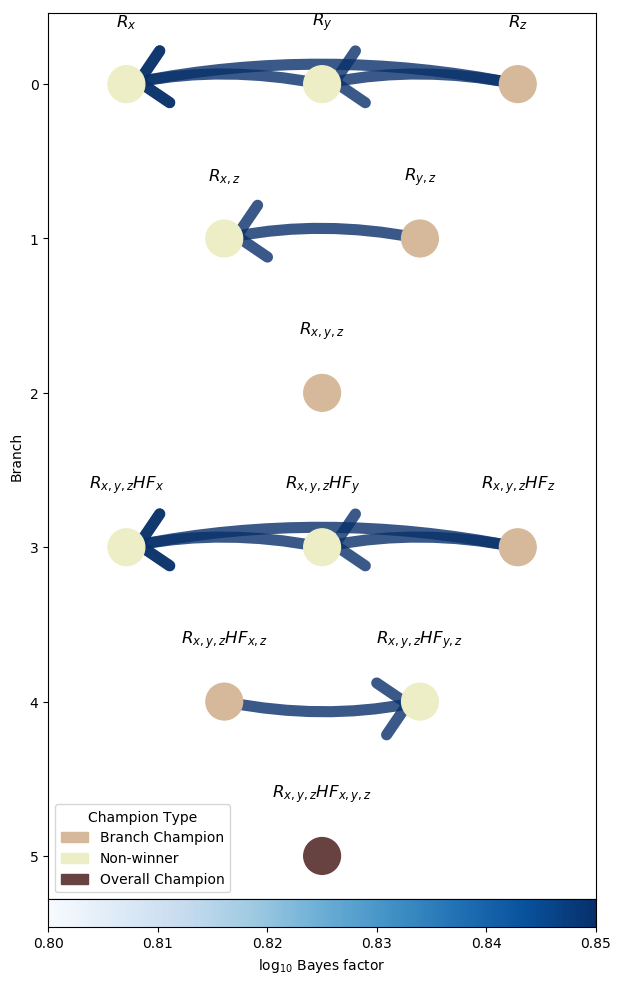 R_x R_y R_z
0
R_{x,z} R_{y,z}
1
R_{x,y,z}
2
Branch
R_{x,y,z}HF_x R_{x,y,z}HF_y R_{x,y,z}HF_z
3
R_{x,y,z}HF_{x,z} R_{x,y,z}HF_{y,z}
4
R_{x,y,z}HF_{x,y,z}
Champion Type
Branch Champion
Non-winner
Overall Champion
5
0.80 0.81 0.82 0.83 0.84 0.85
log_{10} Bayes factor